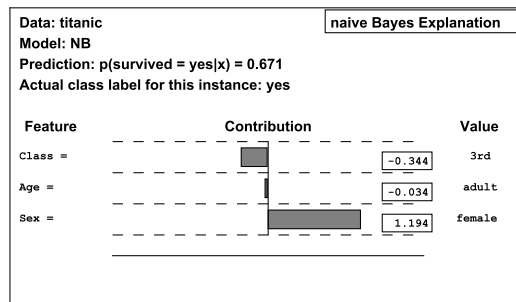 Data: titanic
naive Bayes Explanation
Model: NB
Prediction: p(survived = yes|x) = 0.671
Actual class label for this instance: yes
Feature Contribution Value
Class = -0.344 3rd
Age = -0.034 adult
Sex = 1.194 female